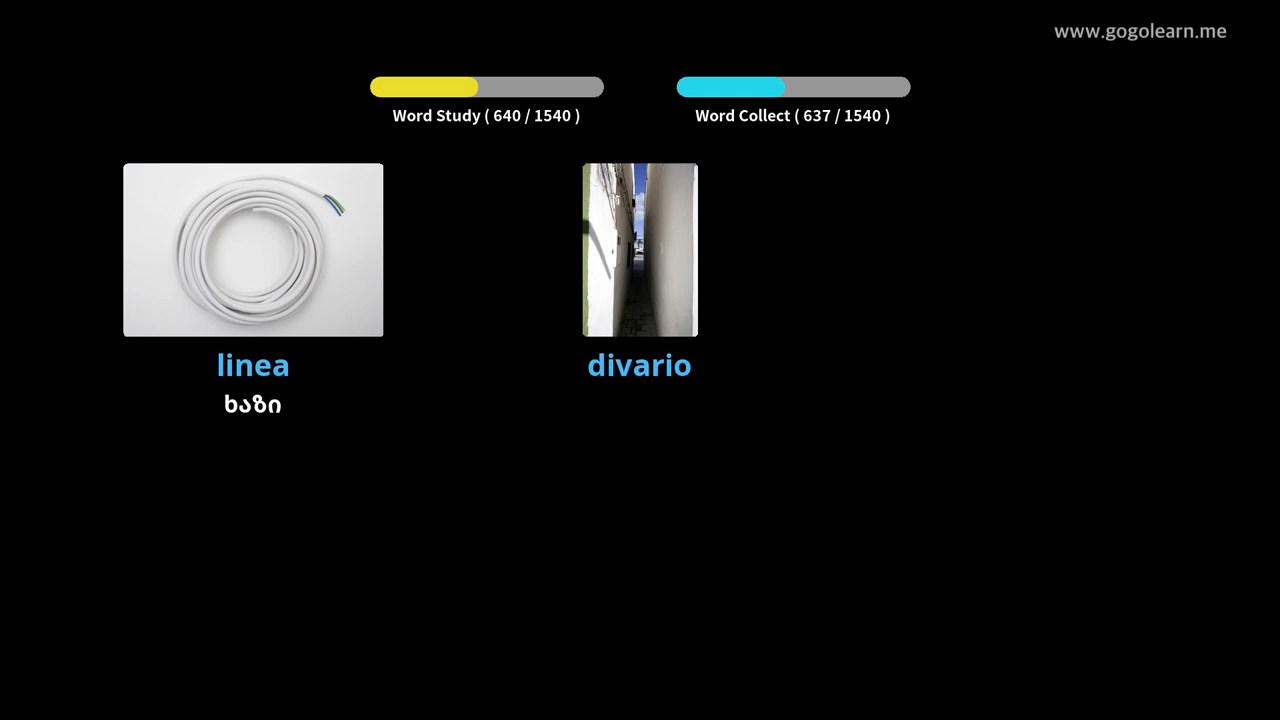 www.gogolearn.me
Word Study ( 640 / 1540 )
Word Collect ( 637 / 1540 )
linea
ხაზი
divario